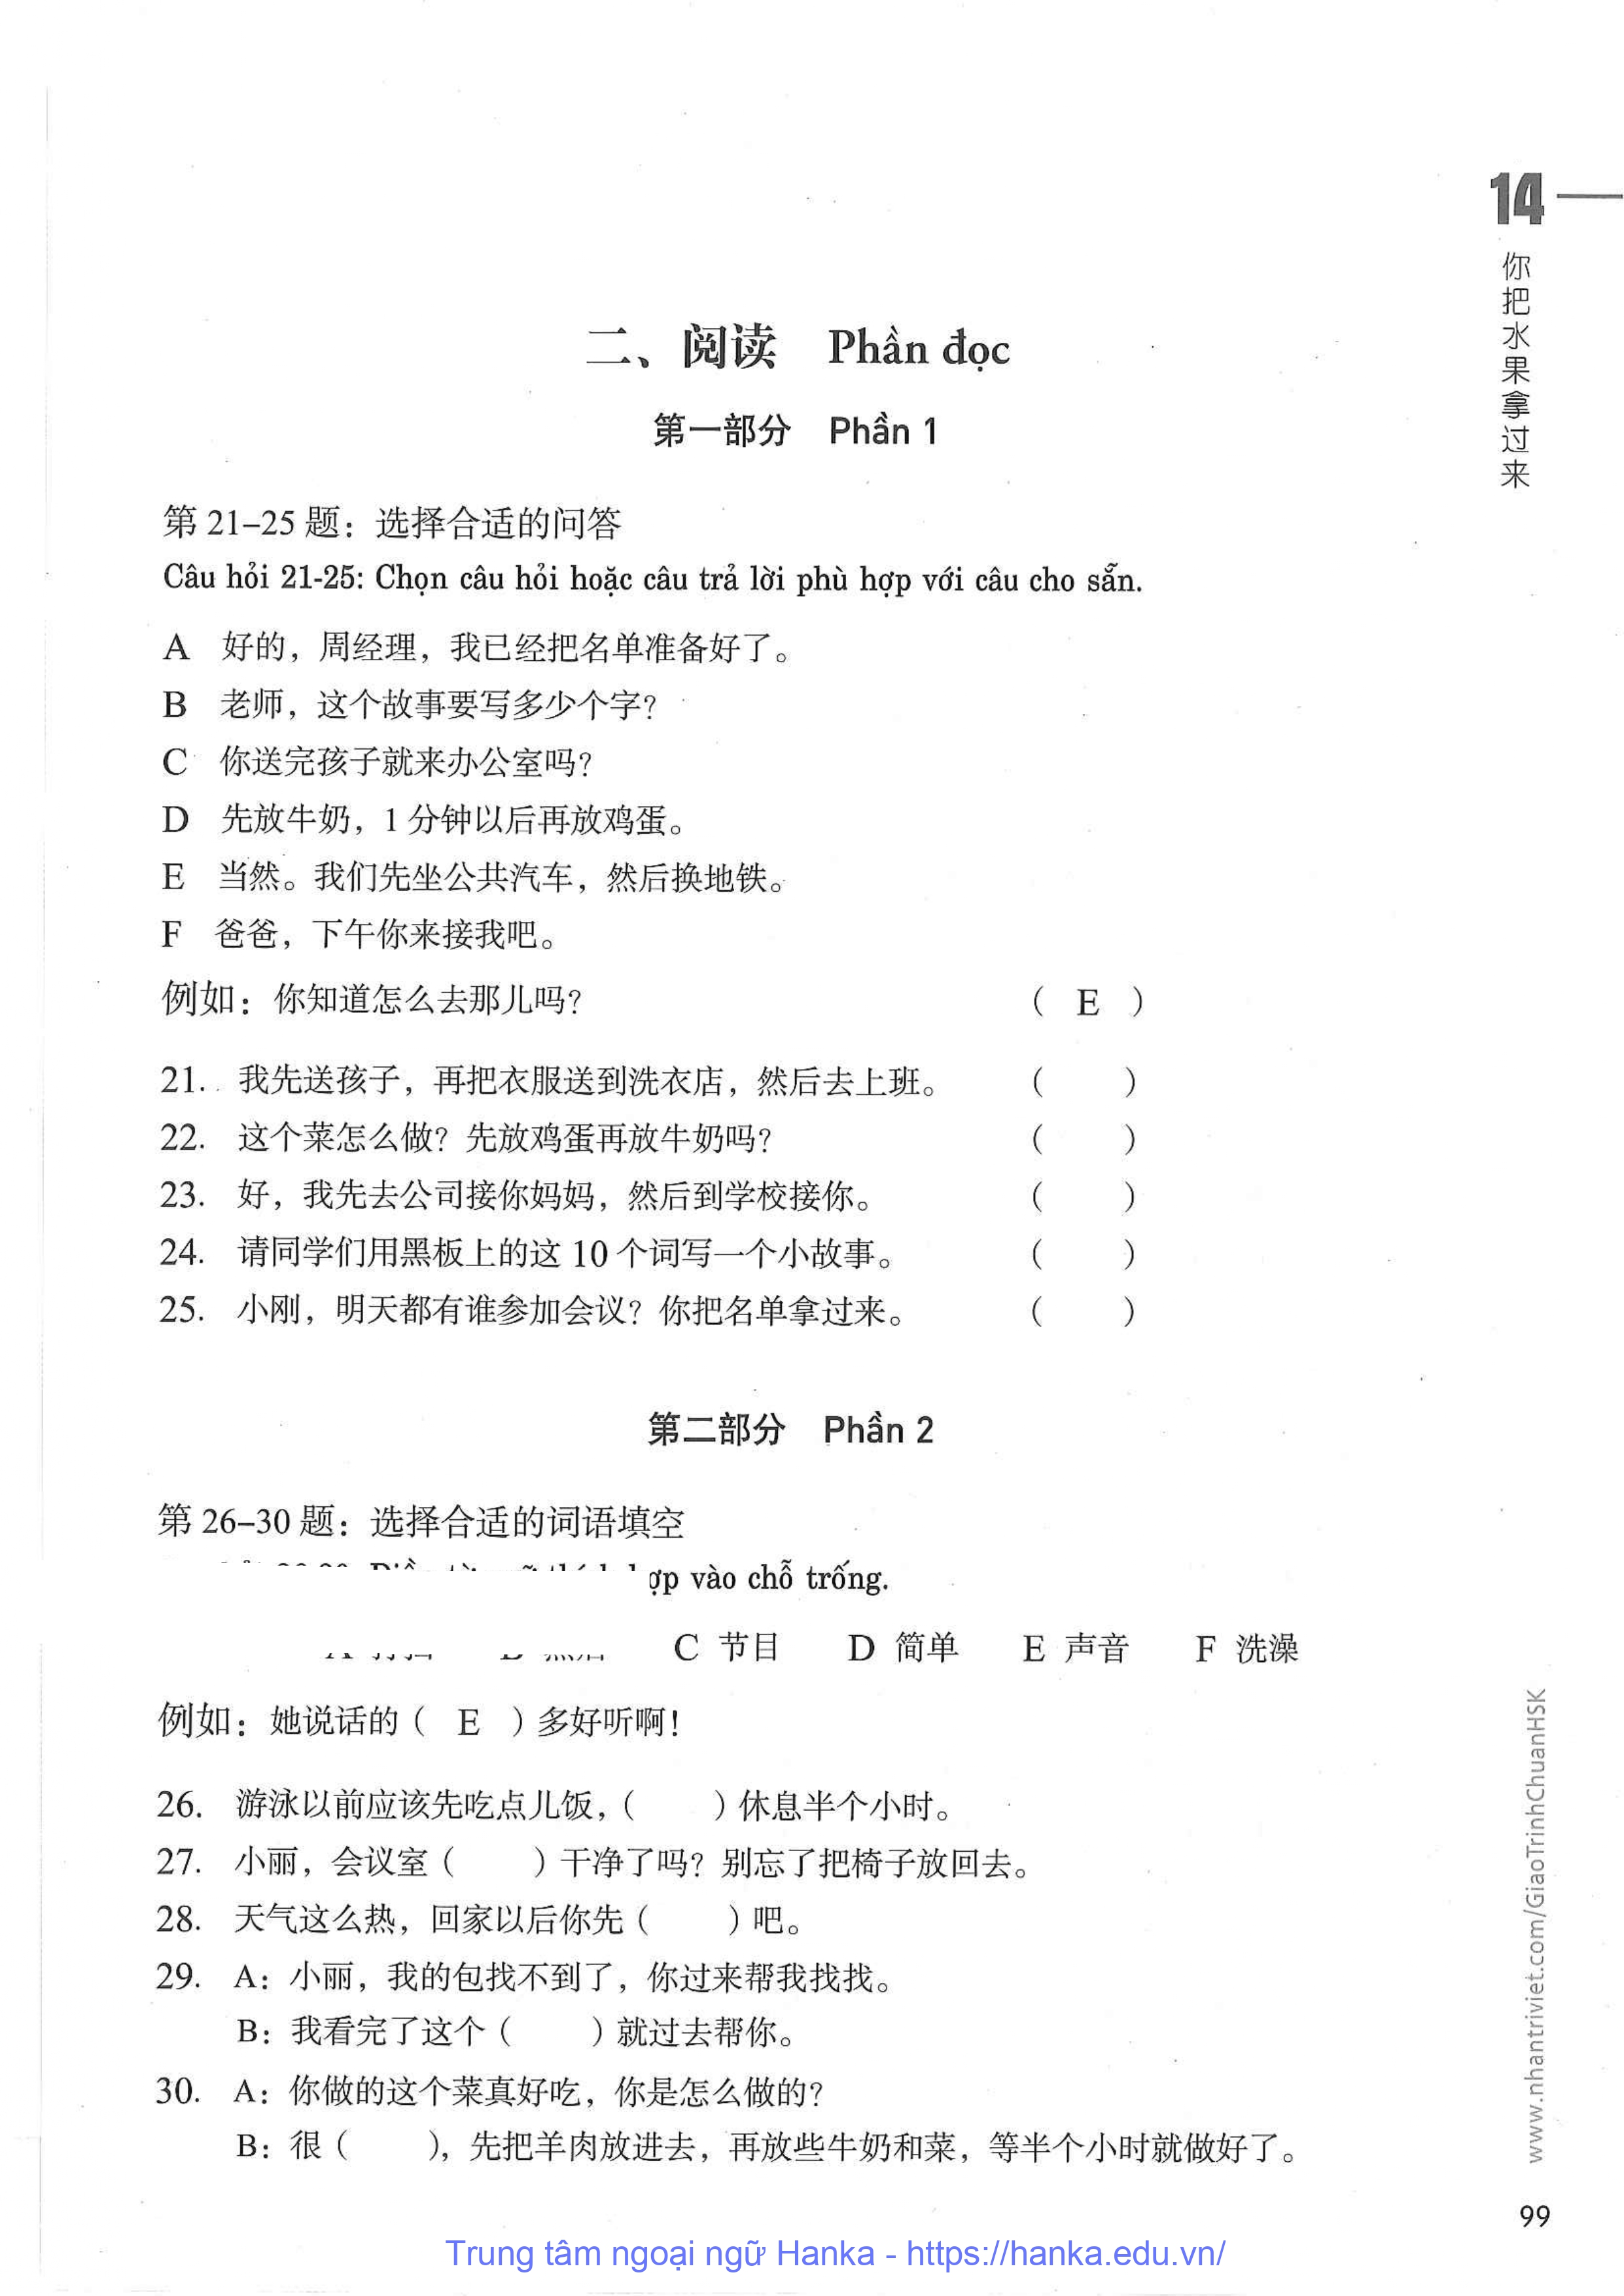 14
你把水果拿过来
二、阅读 Phần đọc
第一部分 Phần 1
第 21–25 题：选择合适的问答
Câu hỏi 21-25: Chọn câu hỏi hoặc câu trả lời phù hợp với câu cho sẵn.
A 好的，周经理，我已经把名单准备好了。
B 老师，这个故事要写多少个字？
C 你送完孩子就来办公室吗？
D 先放牛奶，1 分钟以后再放鸡蛋。
E 当然。我们先坐公共汽车，然后换地铁。
F 爸爸，下午你来接我吧。
例如：你知道怎么去那儿吗？ （ E ）
21. 我先送孩子，再把衣服送到洗衣店，然后去上班。 （ ）
22. 这个菜怎么做？先放鸡蛋再放牛奶吗？ （ ）
23. 好，我先去公司接你妈妈，然后到学校接你。 （ ）
24. 请同学们用黑板上的这 10 个词写一个小故事。 （ ）
25. 小刚，明天都有谁参加会议？你把名单拿过来。 （ ）
第二部分 Phần 2
第 26–30 题：选择合适的词语填空
vào chỗ trống.
C 节目 D 简单 E 声音 F 洗澡
例如：她说话的（ E ）多好听啊！
26. 游泳以前应该先吃点儿饭，（ ）休息半个小时。
27. 小丽，会议室（ ）干净了吗？别忘了把椅子放回去。
28. 天气这么热，回家以后你先（ ）吧。
29. A：小丽，我的包找不到了，你过来帮我找找。
B：我看完了这个（ ）就过去帮你。
30. A：你做的这个菜真好吃，你是怎么做的？
B：很（ ），先把羊肉放进去，再放些牛奶和菜，等半个小时就做好了。
www.nhantriviet.com/GiaoTrinhChuanHSK
99
Trung tâm ngoại ngữ Hanka - https://hanka.edu.vn/